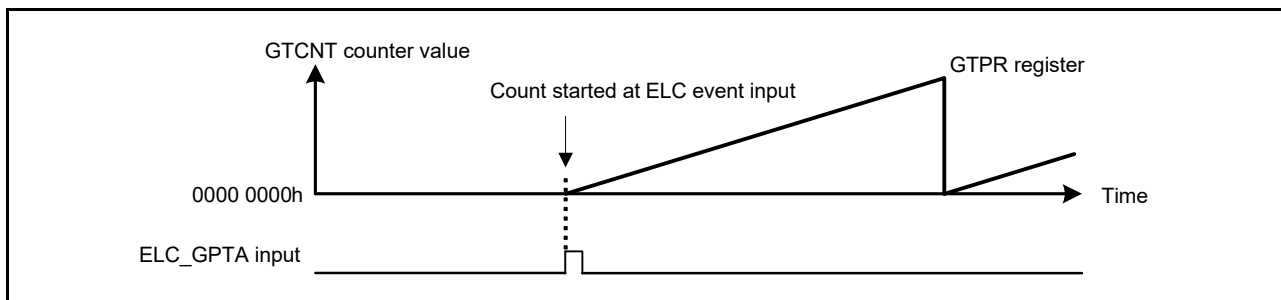 GTCNT counter value
GTPR register
Count started at ELC event input
0000 0000h
Time
ELC_GPTA input